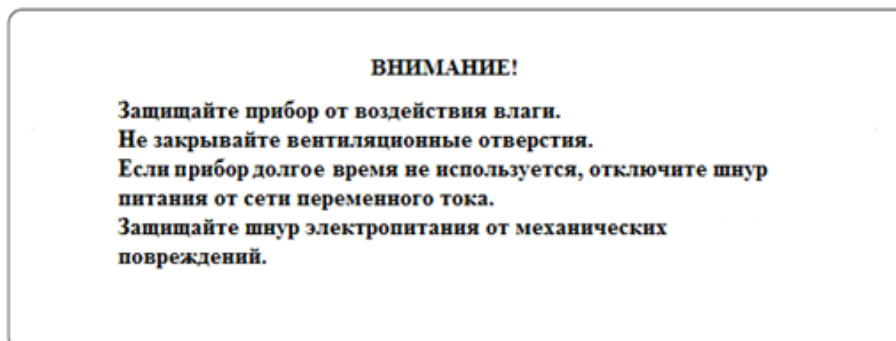 ВНИМАНИЕ!
Защищайте прибор от воздействия влаги.
Не закрывайте вентиляционные отверстия.
Если прибор долгое время не используется, отключите шнур
питания от сети переменного тока.
Защищайте шнур электропитания от механических
повреждений.